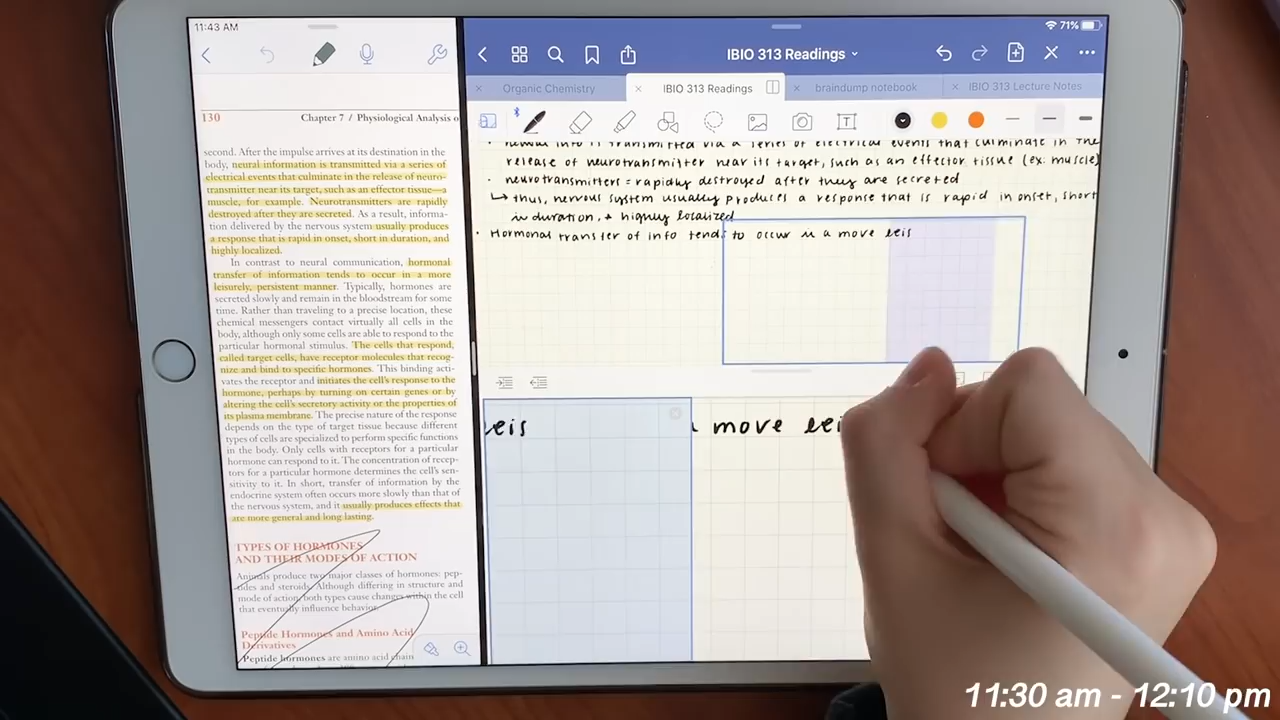 11:43 AM
71%
IBIO 313 Readings
Organic Chemistry
IBIO 313 Readings
braindump notebook
IBIO 313 Lecture Notes
130 Chapter 7 / Physiological Analysis o
second. After the impulse arrives at its destination in the
body, neural information is transmitted via a series of
electrical events that culminate in the release of neuro-
transmitter near its target, such as an effector tissue—a
muscle, for example. Neurotransmitters are rapidly
destroyed after they are secreted. As a result, informa-
tion delivered by the nervous system usually produces
a response that is rapid in onset, short in duration, and
highly localized.
In contrast to neural communication, hormonal
transfer of information tends to occur in a more
leisurely, persistent manner. Typically, hormones are
secreted slowly and remain in the bloodstream for some
time. Rather than traveling to a precise location, these
chemical messengers contact virtually all cells in the
body, although only some cells are able to respond to the
particular hormonal stimulus. The cells that respond,
called target cells, have receptor molecules that recog-
nize and bind to specific hormones. This binding acti-
vates the receptor and initiates the cell's response to the
hormone, perhaps by turning on certain genes or by
altering the cell's secretory activity or the properties of
its plasma membrane. The precise nature of the response
depends on the type of target tissue because different
types of cells are specialized to perform specific functions
in the body. Only cells with receptors for a particular
hormone can respond to it. The concentration of recep-
tors for a particular hormone determines the cell's sen-
sitivity to it. In short, transfer of information by the
endocrine system often occurs more slowly than that of
the nervous system, and it usually produces effects that
are more general and long lasting.
TYPES OF HORMONES
AND THEIR MODES OF ACTION
Animals produce two major classes of hormones: pep-
tides and steroids. Although differing in structure and
mode of action, both types cause changes within the cell
that eventually influence behavior.
Peptide Hormones and Amino Acid
Derivatives
Peptide hormones are amino acid chain
• neural info is transmitted via a series of electrical events that culminate in the
release of neurotransmitter near its target, such as an effector tissue (ex: muscle)
• neurotransmitters = rapidly destroyed after they are secreted
↳ thus, nervous system usually produces a response that is rapid in onset, short
in duration, + highly localized
• Hormonal transfer of info tends to occur in a more leis
leis
more leis
11:30 am - 12:10 pm